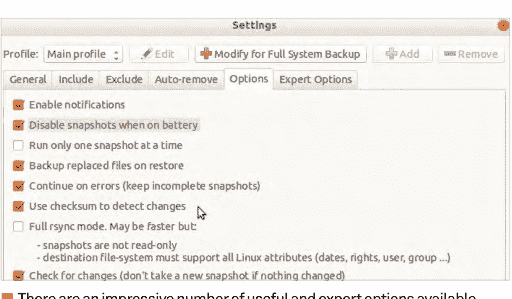 Settings
Profile: Main profile Edit Modify for Full System Backup Add Remove
General Include Exclude Auto-remove Options Expert Options
Enable notifications
Disable snapshots when on battery
Run only one snapshot at a time
Backup replaced files on restore
Continue on errors (keep incomplete snapshots)
Use checksum to detect changes
Full rsync mode. May be faster but:
- snapshots are not read-only
- destination file-system must support all Linux attributes (dates, rights, user, group ...)
Check for changes (don't take a new snapshot if nothing changed)
There are an impressive number of useful and expert options available